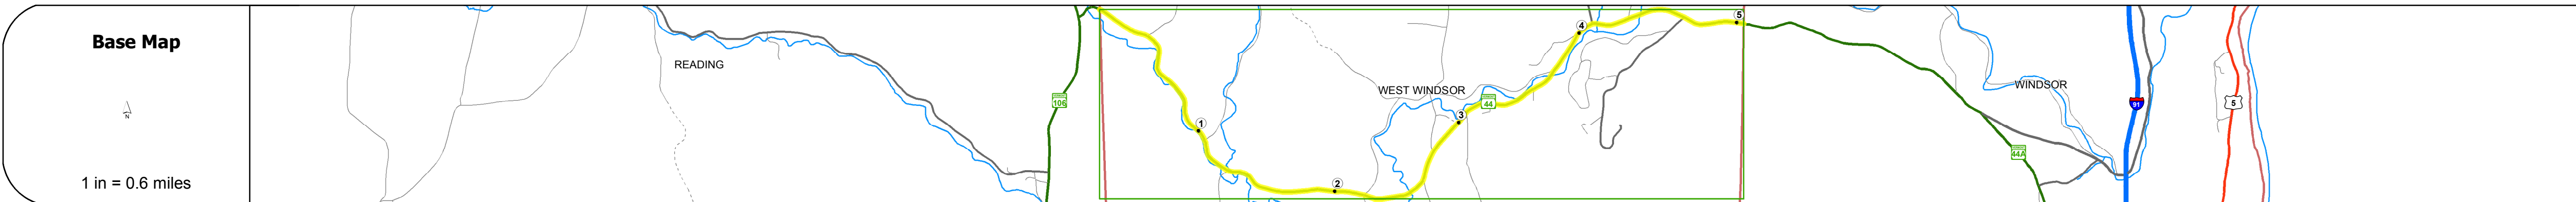 Base Map
N
1 in = 0.6 miles
READING
106
1
2
WEST WINDSOR
3
44
4
5
WINDSOR
44A
91
5